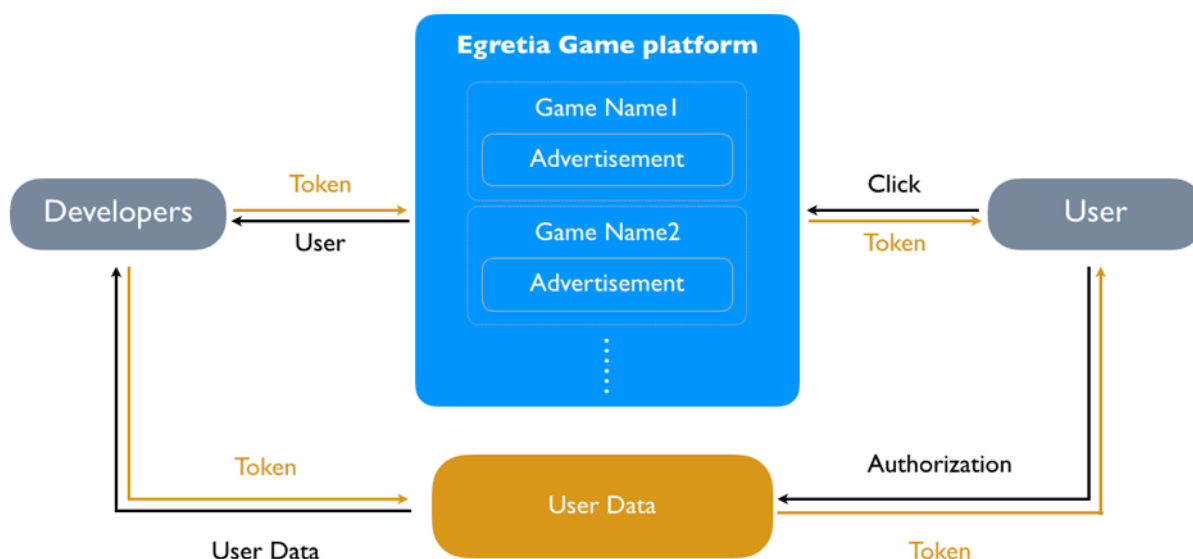 Egretia Game platform
Game Name1
Advertisement
Token
Click
Developers
User
User
Game Name2
Token
Advertisement
Token
Authorization
User Data
User Data
Token